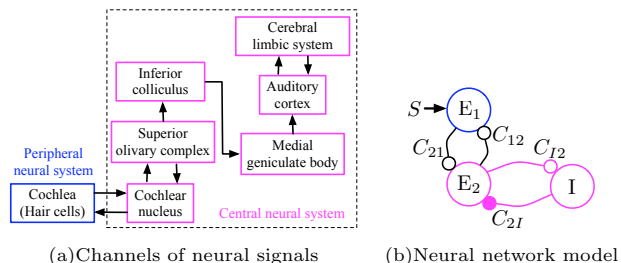 Cerebral
limbic system
Inferior
colliculus
Auditory
cortex
Superior
olivary complex
Medial
geniculate body
Peripheral
neural system
Cochlea
(Hair cells)
Cochlear
nucleus
Central neural system
(a)Channels of neural signals
S
E1
C21
C12
E2
CI2
I
C2I
(b)Neural network model